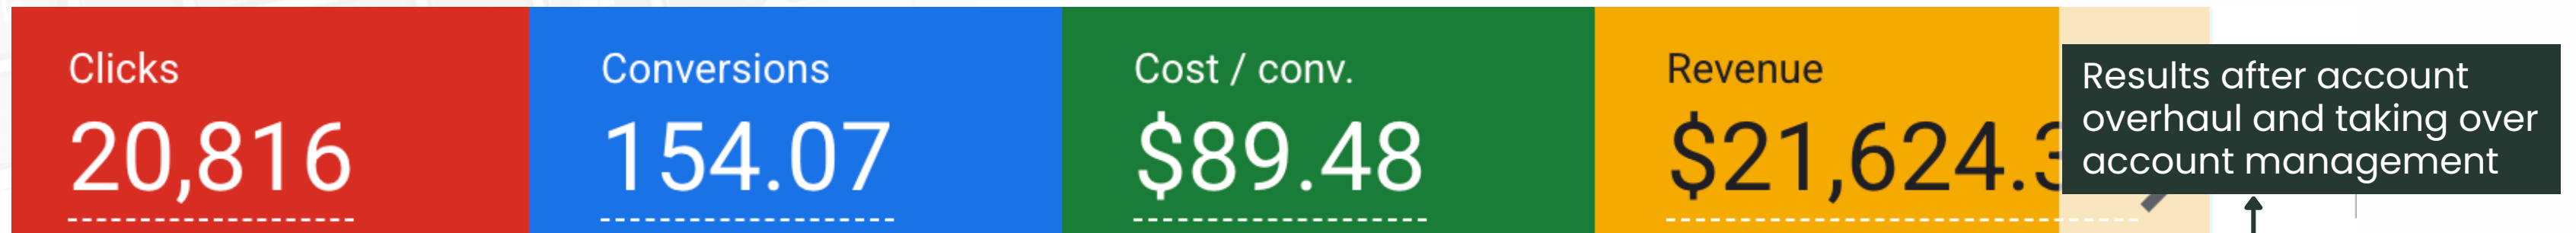 Clicks
20,816
Conversions
154.07
Cost / conv.
$89.48
Revenue
$21,624.3
Results after account
overhaul and taking over
account management